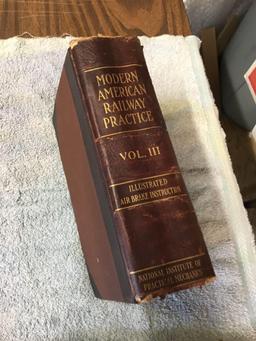 MODERN
AMERICAN
RAILWAY
PRACTICE
VOL. III
ILLUSTRATED
AIR BRAKE INSTRUCTION
NATIONAL INSTITUTE OF
PRACTICAL MECHANICS